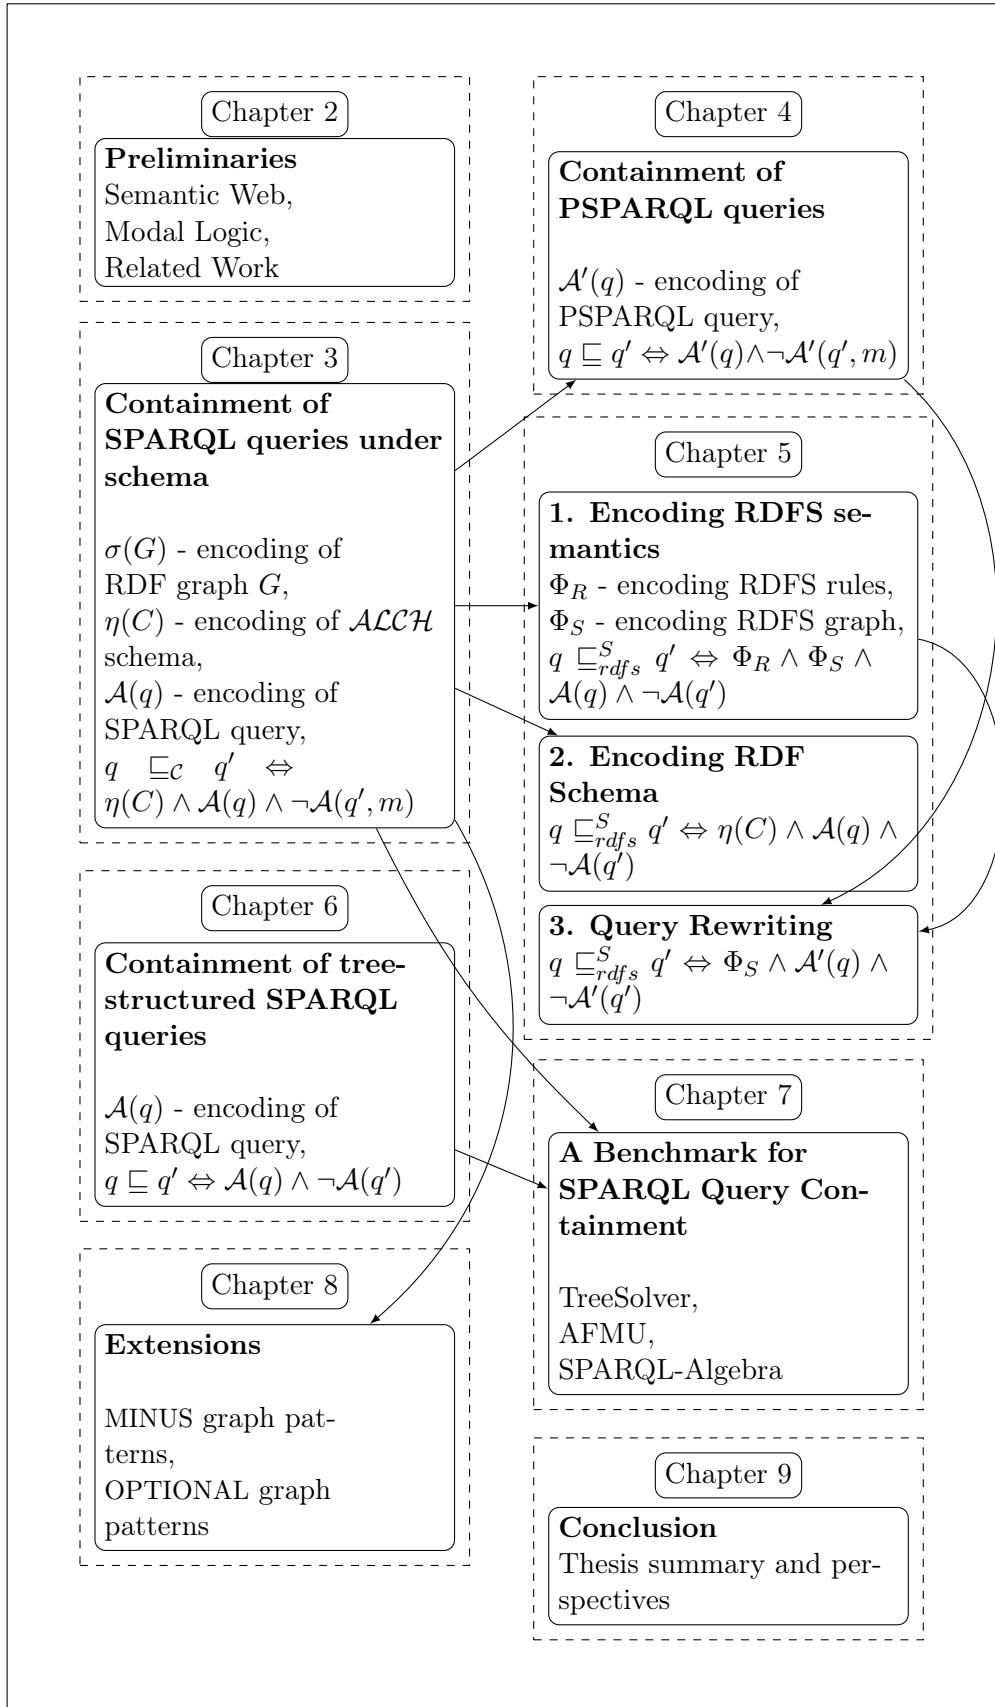 Chapter 2
Preliminaries
Semantic Web,
Modal Logic,
Related Work
Chapter 3
Containment of
SPARQL queries under
schema
σ(G) - encoding of
RDF graph G,
η(C) - encoding of 𝒜ℒ𝒞ℋ
schema,
𝒜(q) - encoding of
SPARQL query,
q ⊑_𝒞 q′ ⇔
η(C) ∧ 𝒜(q) ∧ ¬𝒜(q′, m)
Chapter 4
Containment of
PSPARQL queries
𝒜′(q) - encoding of
PSPARQL query,
q ⊑ q′ ⇔ 𝒜′(q)∧¬𝒜′(q′, m)
Chapter 5
1. Encoding RDFS se-
mantics
Φ_R - encoding RDFS rules,
Φ_S - encoding RDFS graph,
q ⊑^S_rdfs q′ ⇔ Φ_R ∧ Φ_S ∧
𝒜(q) ∧ ¬𝒜(q′)
2. Encoding RDF
Schema
q ⊑^S_rdfs q′ ⇔ η(C) ∧ 𝒜(q) ∧
¬𝒜(q′)
3. Query Rewriting
q ⊑^S_rdfs q′ ⇔ Φ_S ∧ 𝒜′(q) ∧
¬𝒜′(q′)
Chapter 6
Containment of tree-
structured SPARQL
queries
𝒜(q) - encoding of
SPARQL query,
q ⊑ q′ ⇔ 𝒜(q) ∧ ¬𝒜(q′)
Chapter 7
A Benchmark for
SPARQL Query Con-
tainment
TreeSolver,
AFMU,
SPARQL-Algebra
Chapter 8
Extensions
MINUS graph pat-
terns,
OPTIONAL graph
patterns
Chapter 9
Conclusion
Thesis summary and per-
spectives